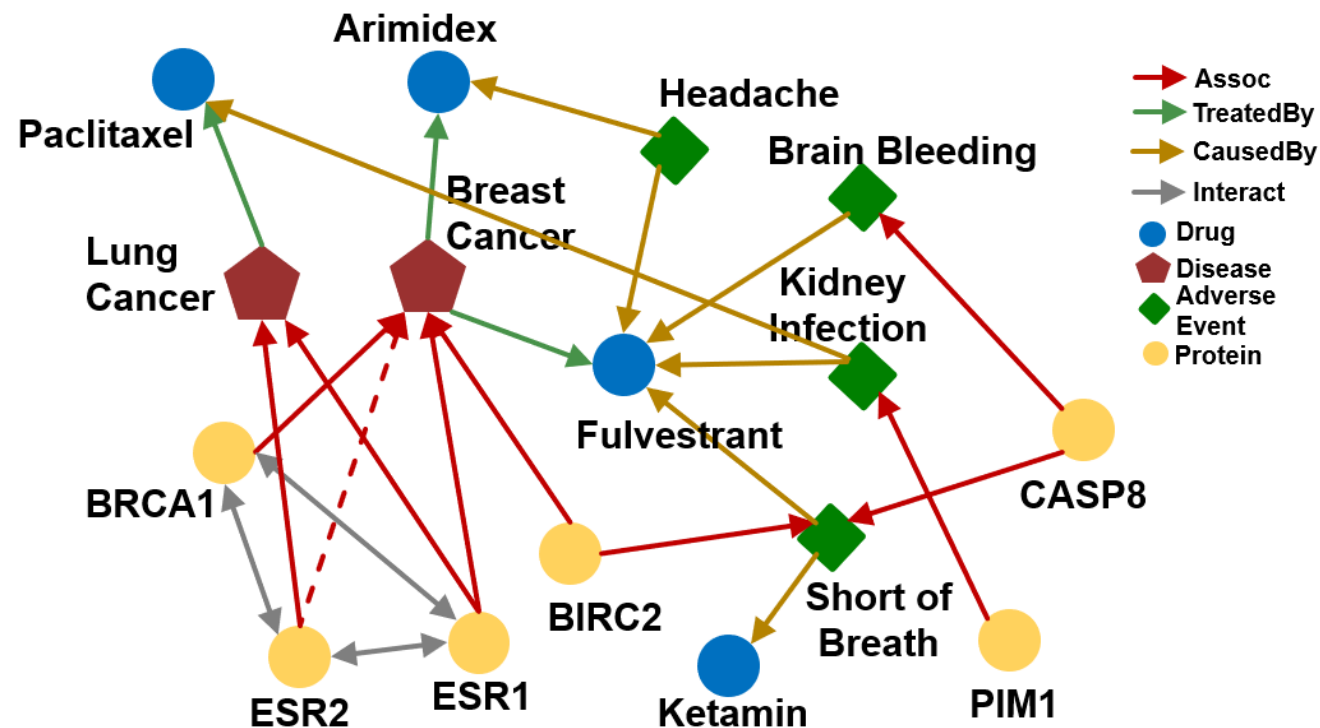 Arimidex
Paclitaxel
Headache
Brain Bleeding
Breast
Cancer
Lung
Cancer
Kidney
Infection
Fulvestrant
BRCA1
CASP8
BIRC2
Short of
Breath
ESR2
ESR1
Ketamin
PIM1
Assoc
TreatedBy
CausedBy
Interact
Drug
Disease
Adverse
Event
Protein